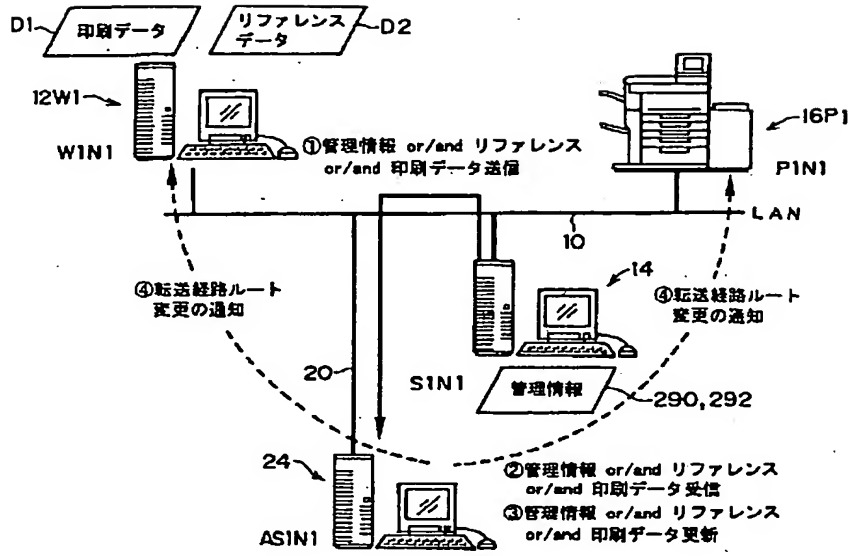 D1
印刷データ
リファレンス
データ
D2
12W1
W1N1
①管理情報 or/and リファレンス
or/and 印刷データ送信
16P1
P1N1
LAN
10
④転送経路ルート
変更の通知
14
④転送経路ルート
変更の通知
20
S1N1
管理情報
290,292
24
AS1N1
②管理情報 or/and リファレンス
or/and 印刷データ受信
③管理情報 or/and リファレンス
or/and 印刷データ更新